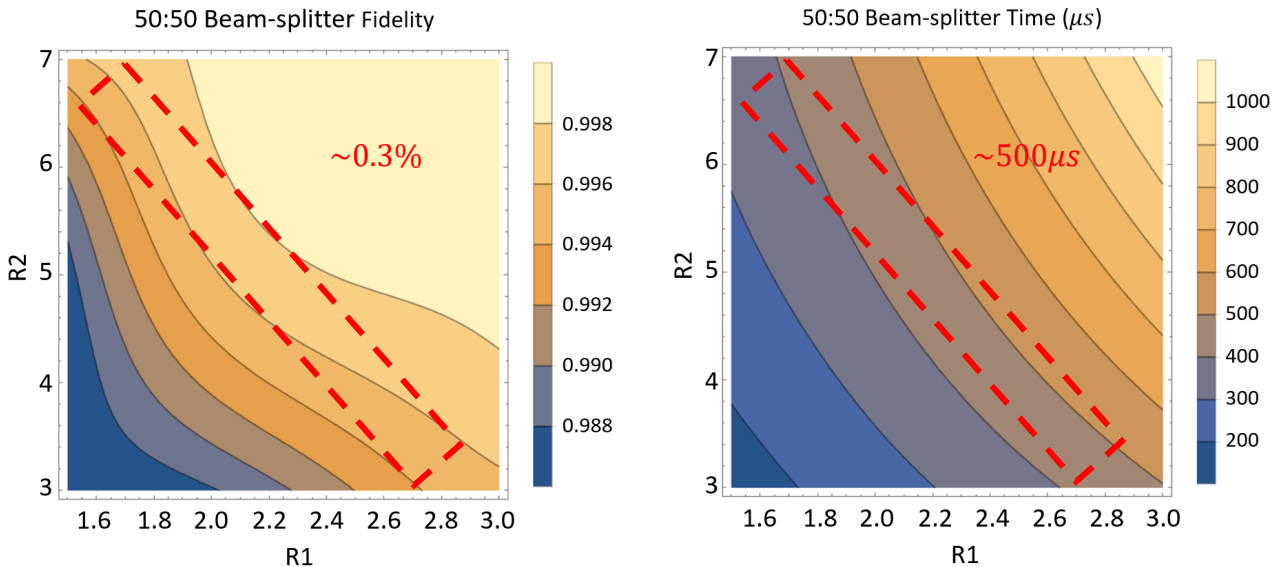 50:50 Beam-splitter Fidelity
7
6
5
4
3
R2
1.6 1.8 2.0 2.2 2.4 2.6 2.8 3.0
R1
~0.3%
0.998
0.996
0.994
0.992
0.990
0.988
50:50 Beam-splitter Time (μs)
7
6
5
4
3
R2
1.6 1.8 2.0 2.2 2.4 2.6 2.8 3.0
R1
~500μs
1000
900
800
700
600
500
400
300
200